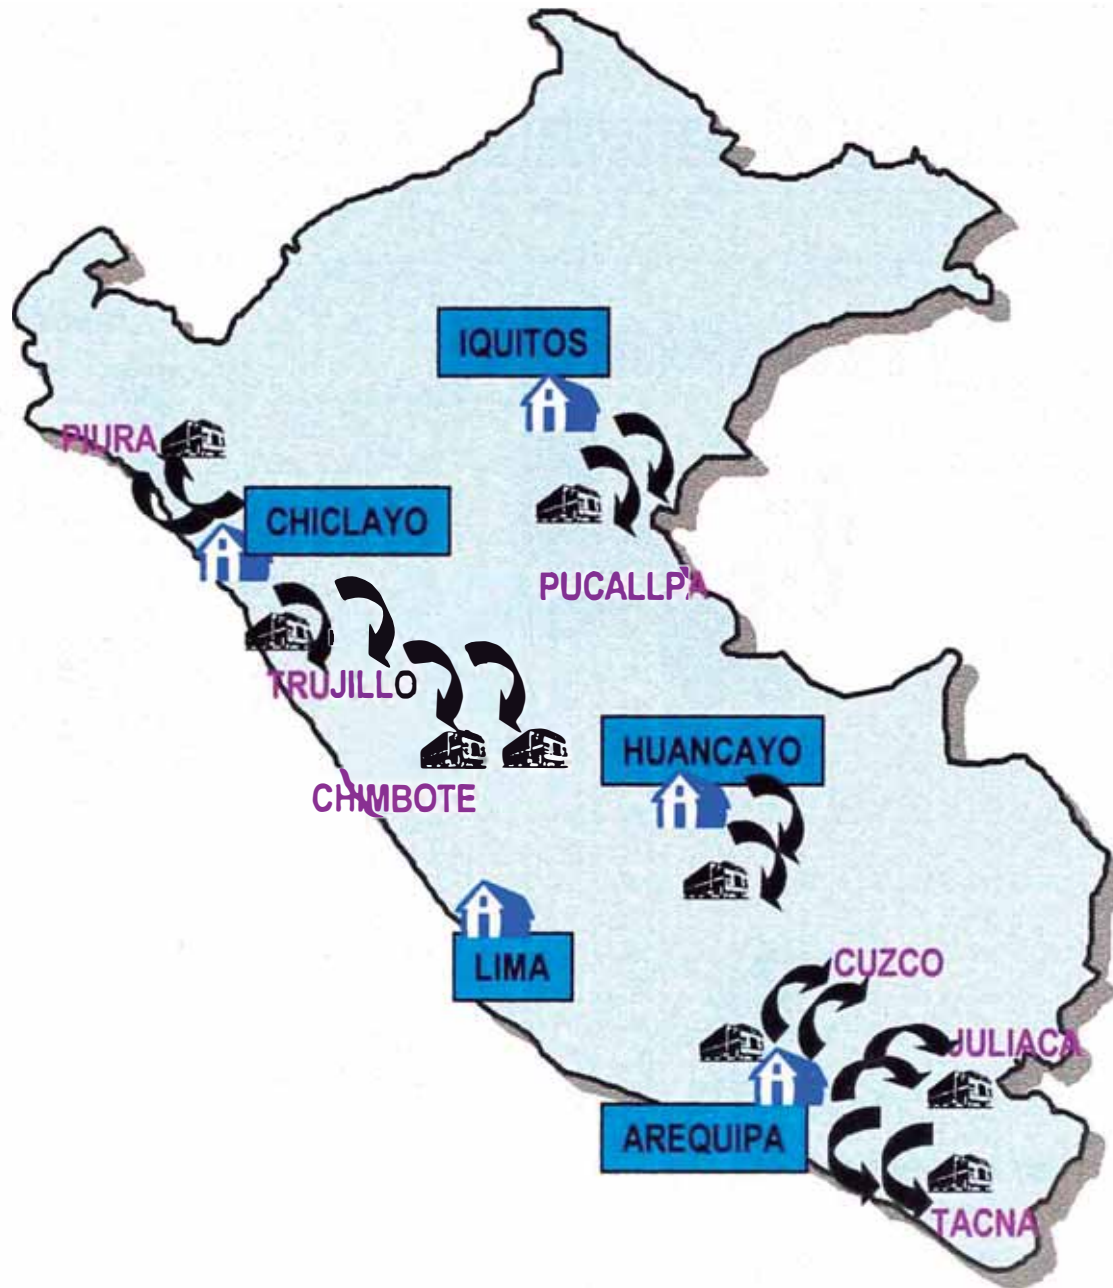 IQUITOS
PIURA
CHICLAYO
PUCALLPA
TRUJILLO
HUANCAYO
CHIMBOTE
LIMA
CUZCO
JULIACA
AREQUIPA
TACNA